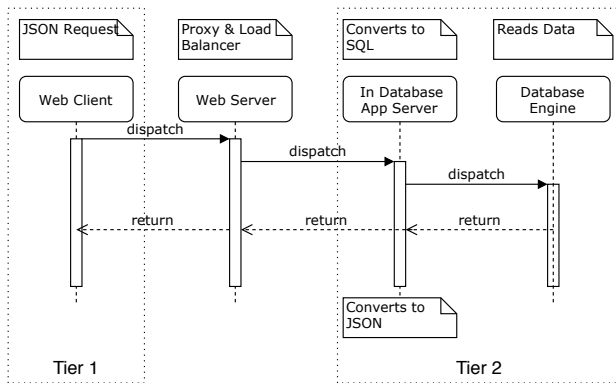 JSON Request
Proxy & Load
Balancer
Converts to
SQL
Reads Data
Web Client
Web Server
In Database
App Server
Database
Engine
dispatch
dispatch
dispatch
return
return
return
Converts to
JSON
Tier 1
Tier 2